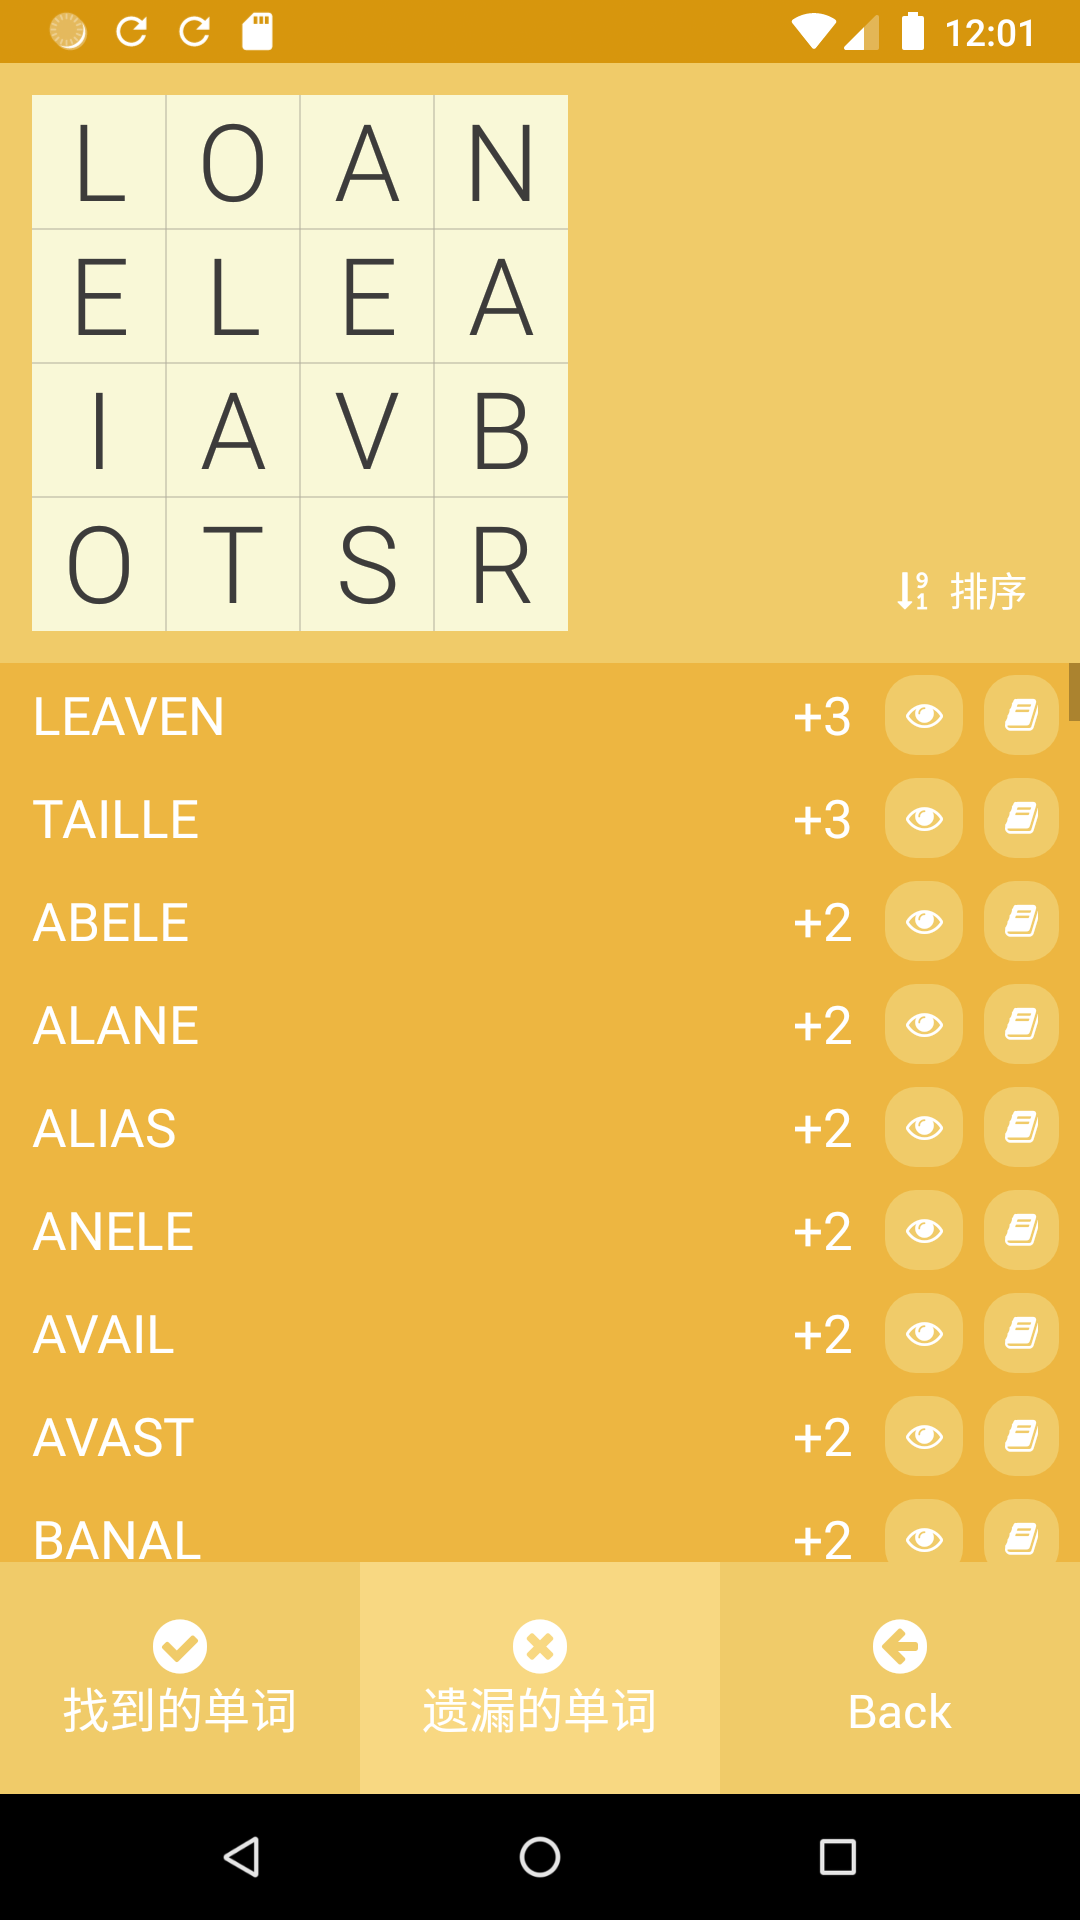 12:01
L O A N
E L E A
I A V B
O T S R
排序
LEAVEN +3
TAILLE +3
ABELE +2
ALANE +2
ALIAS +2
ANELE +2
AVAIL +2
AVAST +2
BANAL +2
找到的单词 遗漏的单词 Back